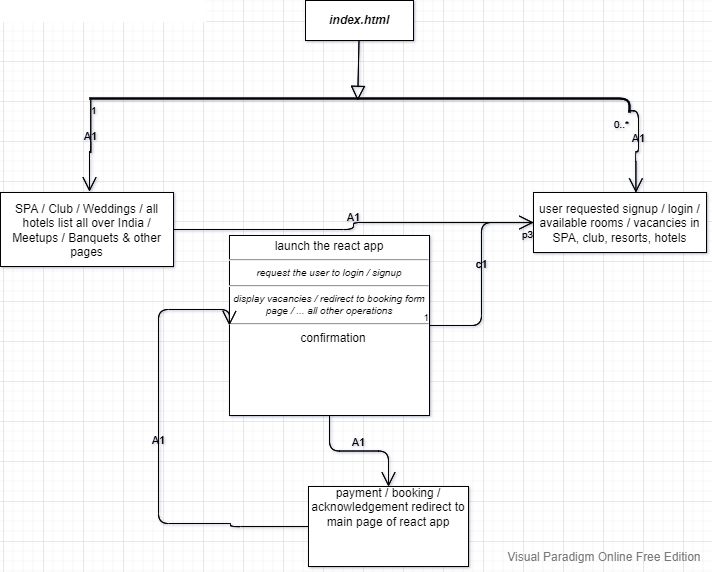 index.html
1
A1
0..*
A1
SPA / Club / Weddings / all
hotels list all over India /
Meetups / Banquets & other
pages
user requested signup / login /
available rooms / vacancies in
SPA, club, resorts, hotels
A1
p3
launch the react app
c1
request the user to login / signup
display vacancies / redirect to booking form
page / ... all other operations
1
confirmation
A1
A1
payment / booking /
acknowledgement redirect to
main page of react app
Visual Paradigm Online Free Edition